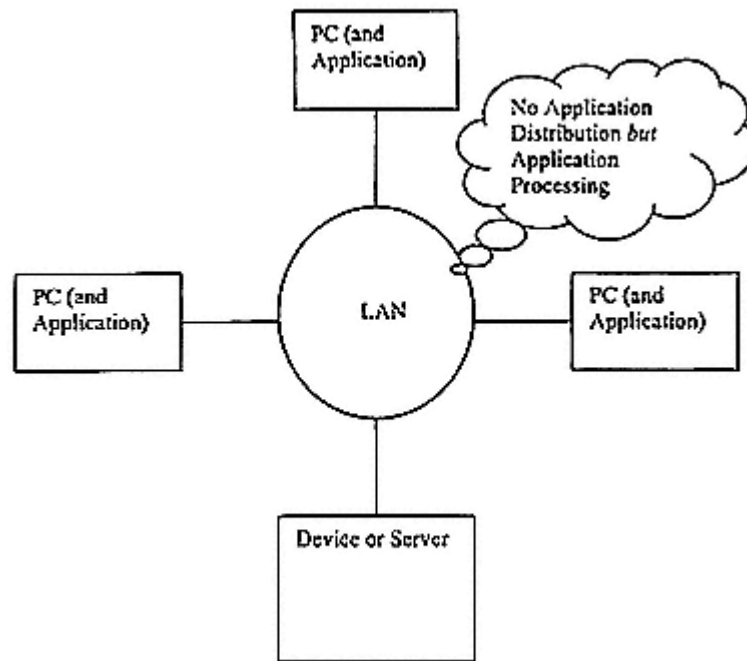 PC (and
Application)
No Application
Distribution but
Application
Processing
PC (and
Application)
LAN
PC (and
Application)
Device or Server